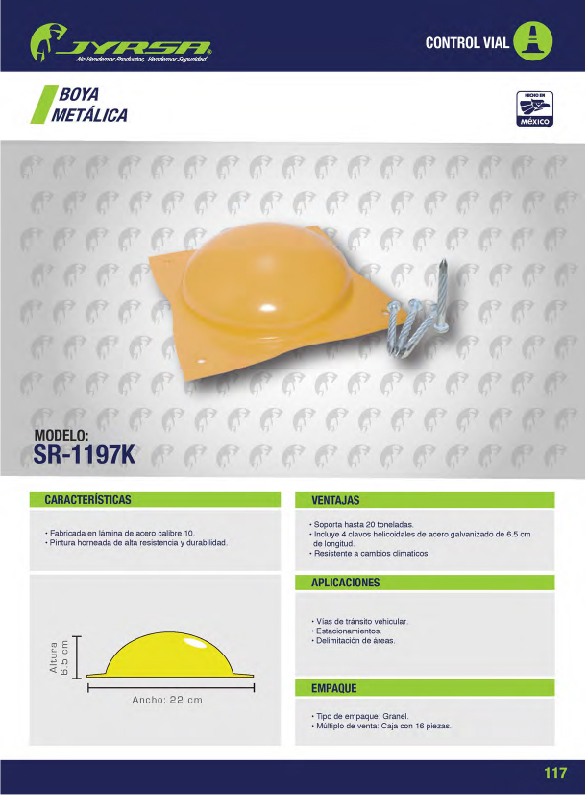 JYRSA®
No Vendemos Productos, Vendemos Seguridad
CONTROL VIAL
BOYA
METÁLICA
HECHO EN
MÉXICO
MODELO:
SR-1197K
CARACTERÍSTICAS
• Fabricada en lámina de acero calibre 10.
• Pintura horneada de alta resistencia y durabilidad.
Altura
5.5 cm
Ancho: 22 cm
VENTAJAS
• Soporta hasta 20 toneladas.
• Incluye 4 clavos helicoidales de acero galvanizado de 6.5 cm
de longitud.
• Resistente a cambios climaticos
APLICACIONES
• Vías de tránsito vehicular.
• Estacionamientos.
• Delimitación de áreas.
EMPAQUE
• Tipo de empaque: Granel.
• Múltiplo de venta: Caja con 16 piezas.
117